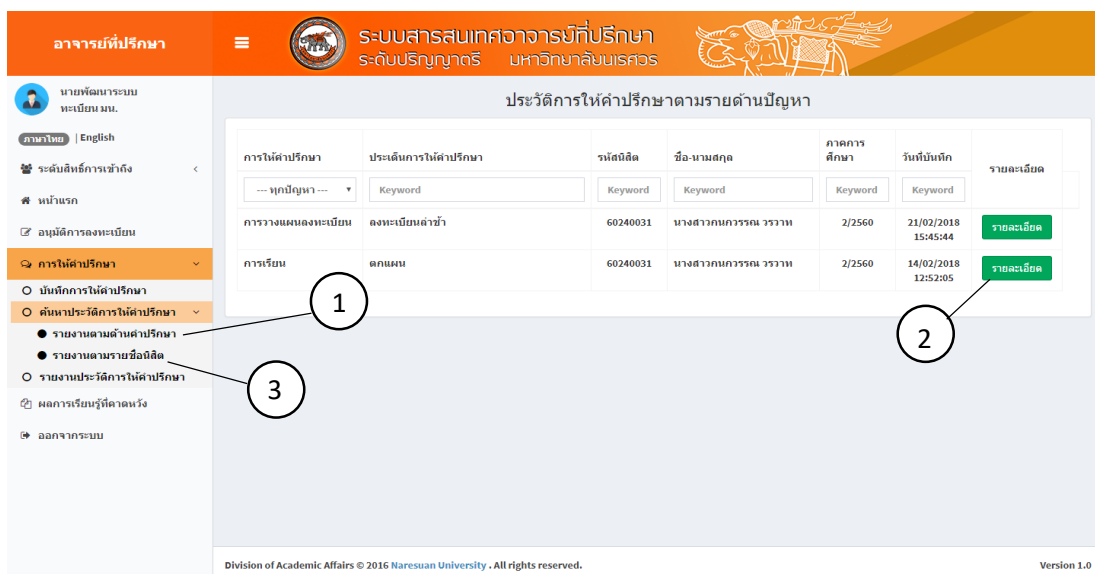 อาจารย์ที่ปรึกษา
ระบบสารสนเทศอาจารย์ที่ปรึกษา
ระดับปริญญาตรี มหาวิทยาลัยนเรศวร
นายพัฒนาระบบ
ทะเบียน มน.
ภาษาไทย | English
ระดับสิทธิ์การเข้าถึง
หน้าแรก
อนุมัติการลงทะเบียน
การให้คำปรึกษา
บันทึกการให้คำปรึกษา
ค้นหาประวัติการให้คำปรึกษา
รายงานตามด้านคำปรึกษา
รายงานตามรายชื่อนิสิต
รายงานประวัติการให้คำปรึกษา
ผลการเรียนรู้ที่คาดหวัง
ออกจากระบบ
ประวัติการให้คำปรึกษาตามรายด้านปัญหา
การให้คำปรึกษา ประเด็นการให้คำปรึกษา รหัสนิสิต ชื่อ-นามสกุล ภาคการศึกษา วันที่บันทึก รายละเอียด
--- ทุกปัญหา --- Keyword Keyword Keyword Keyword Keyword
การวางแผนลงทะเบียน ลงทะเบียนล่าช้า 60240031 นางสาวกนกวรรณ วรวาท 2/2560 21/02/2018 15:45:44 รายละเอียด
การเรียน ตกแผน 60240031 นางสาวกนกวรรณ วรวาท 2/2560 14/02/2018 12:52:05 รายละเอียด
1
2
3
Division of Academic Affairs © 2016 Naresuan University . All rights reserved.
Version 1.0